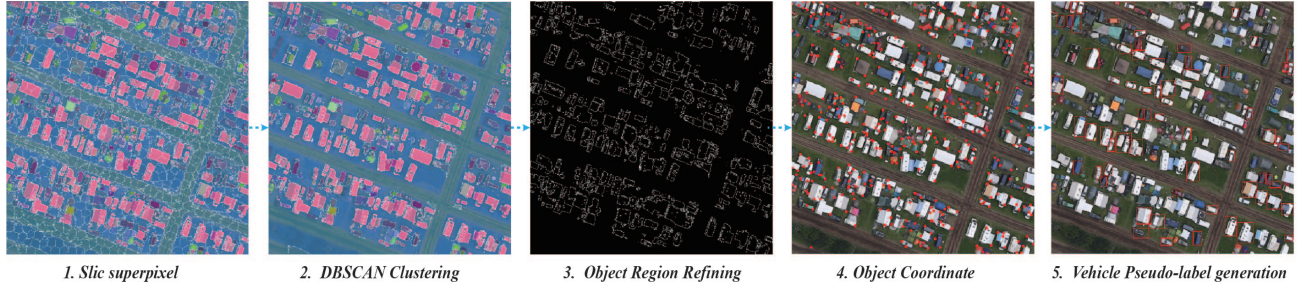 1. Slic superpixel
2. DBSCAN Clustering
3. Object Region Refining
4. Object Coordinate
5. Vehicle Pseudo-label generation